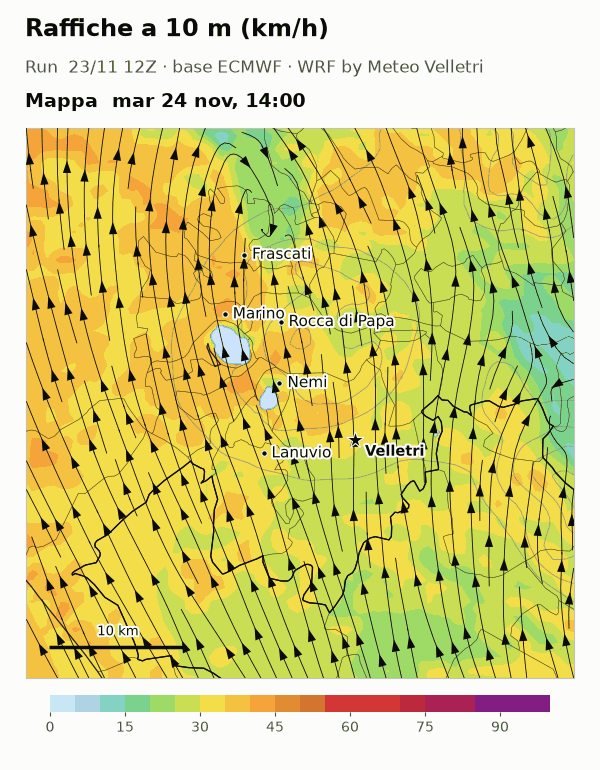 Raffiche a 10 m (km/h)
Run  23/11 12Z · base ECMWF · WRF by Meteo Velletri
Mappa  mar 24 nov, 14:00
Frascati
Marino
Rocca di Papa
Nemi
Velletri
Lanuvio
10 km
0 15 30 45 60 75 90